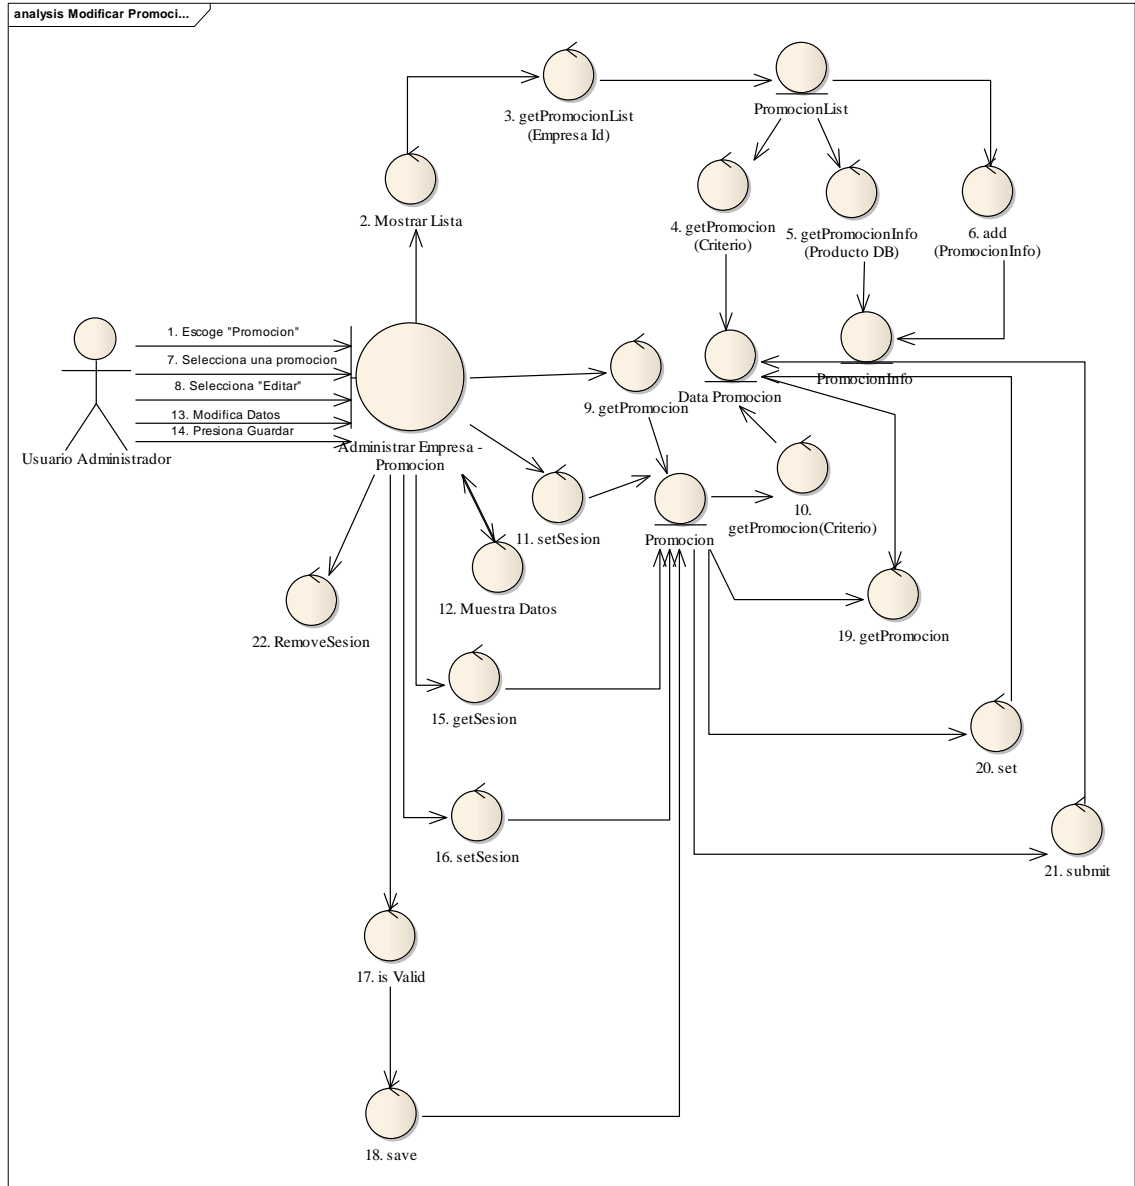 analysis Modificar Promoci...
3. getPromocionList
(Empresa Id)
PromocionList
2. Mostrar Lista
4. getPromocion
(Criterio)
5. getPromocionInfo
(Producto DB)
6. add
(PromocionInfo)
1. Escoge "Promocion"
7. Selecciona una promocion
8. Selecciona "Editar"
13. Modifica Datos
14. Presiona Guardar
Usuario Administrador
Administrar Empresa -
Promocion
9. getPromocion
Data Promocion
PromocionInfo
10.
getPromocion(Criterio)
11. setSesion
Promocion
12. Muestra Datos
22. RemoveSesion
19. getPromocion
15. getSesion
20. set
16. setSesion
21. submit
17. is Valid
18. save